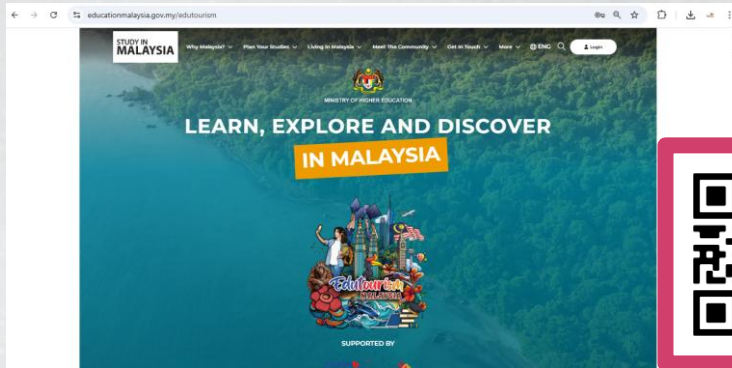 educationmalaysia.gov.my/edutourism
STUDY IN
MALAYSIA
Why Malaysia? Plan Your Studies Living in Malaysia Meet The Community Get In Touch More ENG Login
MINISTRY OF HIGHER EDUCATION
LEARN, EXPLORE AND DISCOVER
IN MALAYSIA
Edutourism
MALAYSIA
SUPPORTED BY